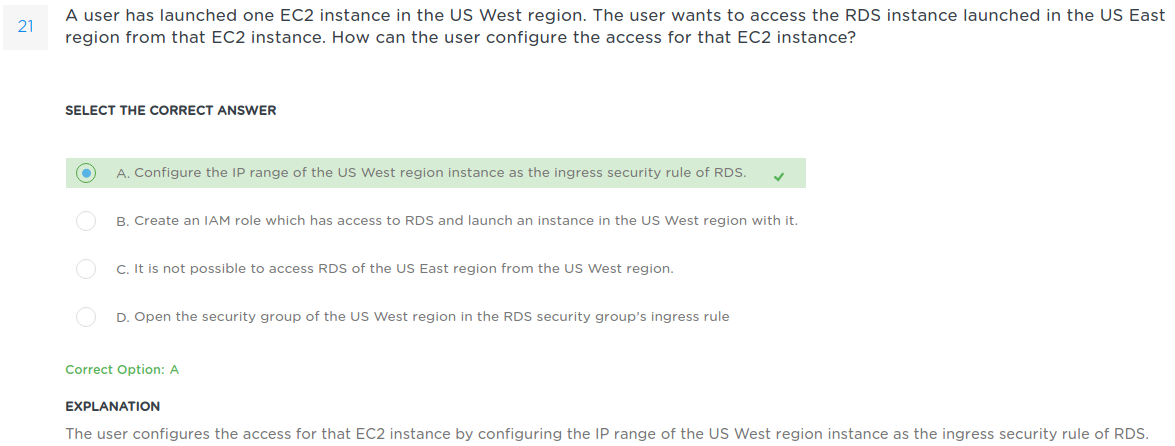 21
A user has launched one EC2 instance in the US West region. The user wants to access the RDS instance launched in the US East
region from that EC2 instance. How can the user configure the access for that EC2 instance?
SELECT THE CORRECT ANSWER
A. Configure the IP range of the US West region instance as the ingress security rule of RDS.
B. Create an IAM role which has access to RDS and launch an instance in the US West region with it.
C. It is not possible to access RDS of the US East region from the US West region.
D. Open the security group of the US West region in the RDS security group's ingress rule
Correct Option: A
EXPLANATION
The user configures the access for that EC2 instance by configuring the IP range of the US West region instance as the ingress security rule of RDS.